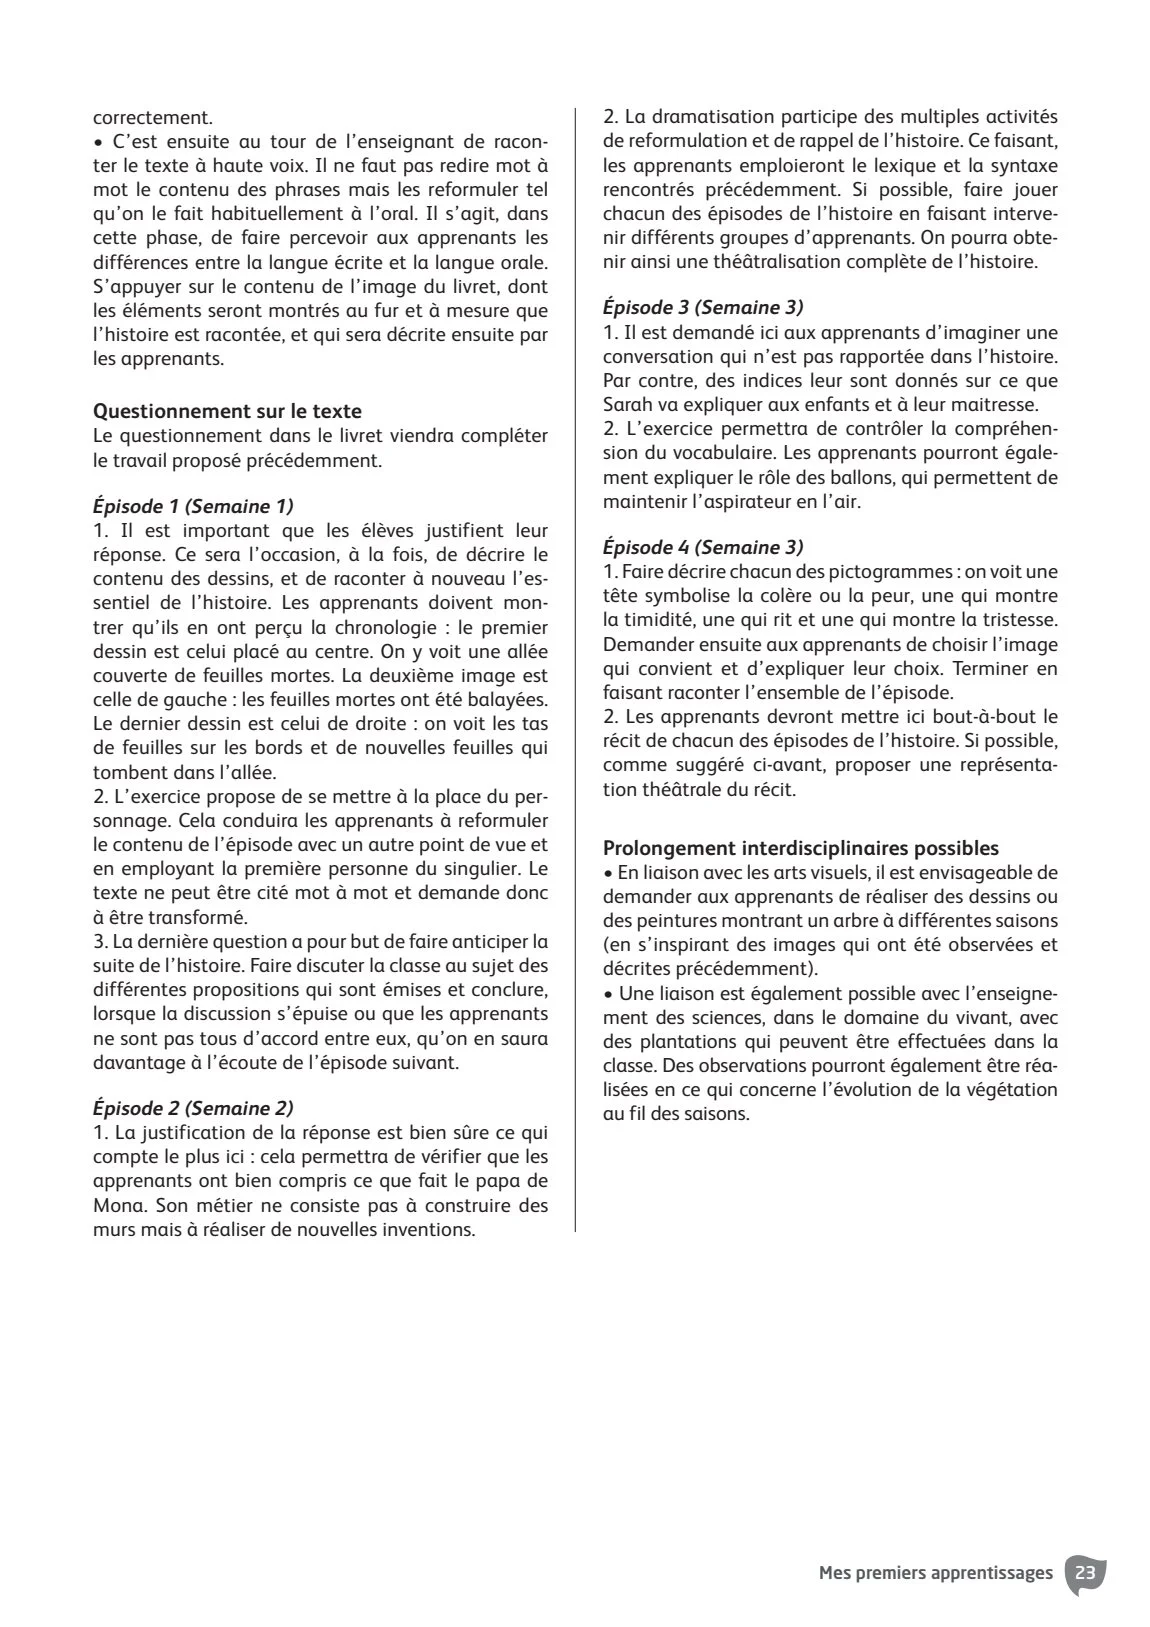 correctement.
• C’est ensuite au tour de l’enseignant de racon-
ter le texte à haute voix. Il ne faut pas redire mot à
mot le contenu des phrases mais les reformuler tel
qu’on le fait habituellement à l’oral. Il s’agit, dans
cette phase, de faire percevoir aux apprenants les
différences entre la langue écrite et la langue orale.
S’appuyer sur le contenu de l’image du livret, dont
les éléments seront montrés au fur et à mesure que
l’histoire est racontée, et qui sera décrite ensuite par
les apprenants.
Questionnement sur le texte
Le questionnement dans le livret viendra compléter
le travail proposé précédemment.
Épisode 1 (Semaine 1)
1. Il est important que les élèves justifient leur
réponse. Ce sera l’occasion, à la fois, de décrire le
contenu des dessins, et de raconter à nouveau l’es-
sentiel de l’histoire. Les apprenants doivent mon-
trer qu’ils en ont perçu la chronologie : le premier
dessin est celui placé au centre. On y voit une allée
couverte de feuilles mortes. La deuxième image est
celle de gauche : les feuilles mortes ont été balayées.
Le dernier dessin est celui de droite : on voit les tas
de feuilles sur les bords et de nouvelles feuilles qui
tombent dans l’allée.
2. L’exercice propose de se mettre à la place du per-
sonnage. Cela conduira les apprenants à reformuler
le contenu de l’épisode avec un autre point de vue et
en employant la première personne du singulier. Le
texte ne peut être cité mot à mot et demande donc
à être transformé.
3. La dernière question a pour but de faire anticiper la
suite de l’histoire. Faire discuter la classe au sujet des
différentes propositions qui sont émises et conclure,
lorsque la discussion s’épuise ou que les apprenants
ne sont pas tous d’accord entre eux, qu’on en saura
davantage à l’écoute de l’épisode suivant.
Épisode 2 (Semaine 2)
1. La justification de la réponse est bien sûre ce qui
compte le plus ici : cela permettra de vérifier que les
apprenants ont bien compris ce que fait le papa de
Mona. Son métier ne consiste pas à construire des
murs mais à réaliser de nouvelles inventions.
2. La dramatisation participe des multiples activités
de reformulation et de rappel de l’histoire. Ce faisant,
les apprenants emploieront le lexique et la syntaxe
rencontrés précédemment. Si possible, faire jouer
chacun des épisodes de l’histoire en faisant interve-
nir différents groupes d’apprenants. On pourra obte-
nir ainsi une théâtralisation complète de l’histoire.
Épisode 3 (Semaine 3)
1. Il est demandé ici aux apprenants d’imaginer une
conversation qui n’est pas rapportée dans l’histoire.
Par contre, des indices leur sont donnés sur ce que
Sarah va expliquer aux enfants et à leur maitresse.
2. L’exercice permettra de contrôler la compréhen-
sion du vocabulaire. Les apprenants pourront égale-
ment expliquer le rôle des ballons, qui permettent de
maintenir l’aspirateur en l’air.
Épisode 4 (Semaine 3)
1. Faire décrire chacun des pictogrammes : on voit une
tête symbolise la colère ou la peur, une qui montre
la timidité, une qui rit et une qui montre la tristesse.
Demander ensuite aux apprenants de choisir l’image
qui convient et d’expliquer leur choix. Terminer en
faisant raconter l’ensemble de l’épisode.
2. Les apprenants devront mettre ici bout-à-bout le
récit de chacun des épisodes de l’histoire. Si possible,
comme suggéré ci-avant, proposer une représenta-
tion théâtrale du récit.
Prolongement interdisciplinaires possibles
• En liaison avec les arts visuels, il est envisageable de
demander aux apprenants de réaliser des dessins ou
des peintures montrant un arbre à différentes saisons
(en s’inspirant des images qui ont été observées et
décrites précédemment).
• Une liaison est également possible avec l’enseigne-
ment des sciences, dans le domaine du vivant, avec
des plantations qui peuvent être effectuées dans la
classe. Des observations pourront également être réa-
lisées en ce qui concerne l’évolution de la végétation
au fil des saisons.
Mes premiers apprentissages 23